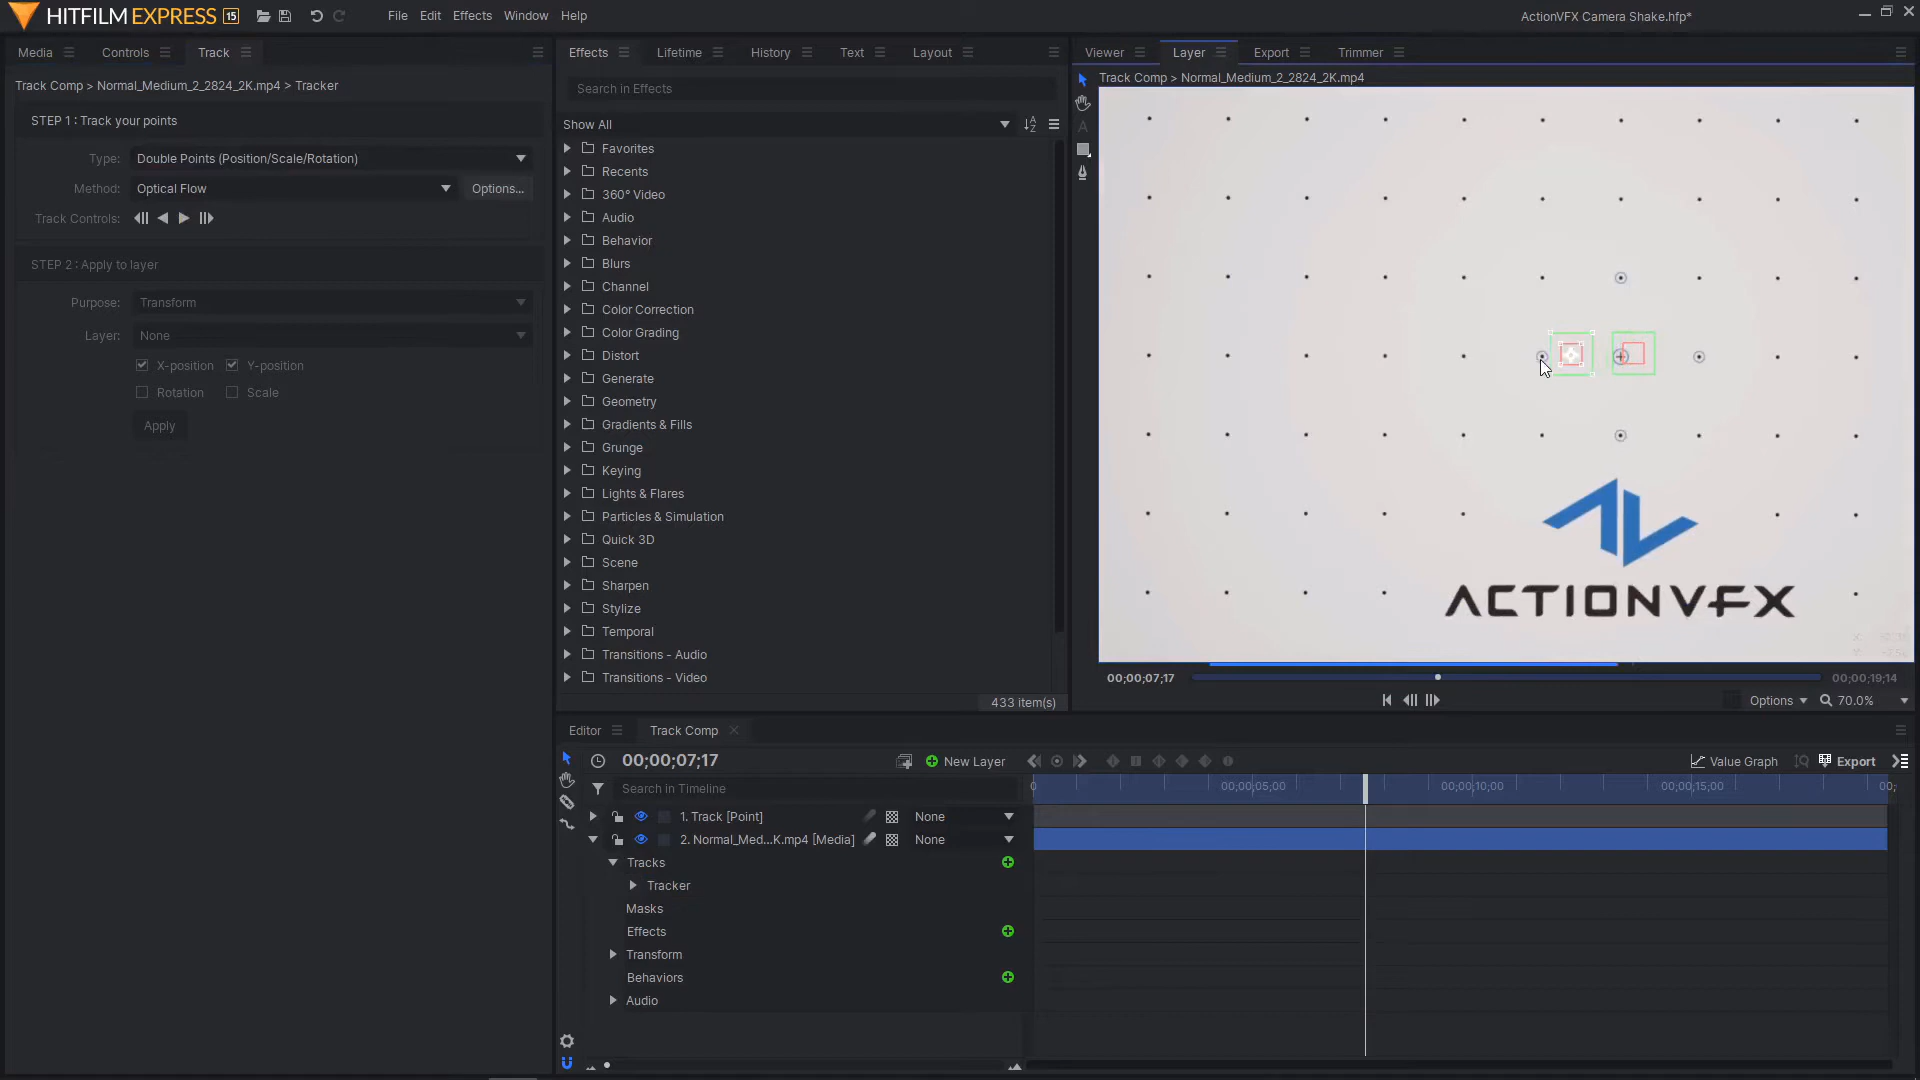 HITFILM EXPRESS 15
File Edit Effects Window Help
ActionVFX Camera Shake.hfp*
Media Controls Track
Track Comp > Normal_Medium_2_2824_2K.mp4 > Tracker
STEP 1 : Track your points
Type: Double Points (Position/Scale/Rotation)
Method: Optical Flow Options...
Track Controls:
STEP 2 : Apply to layer
Purpose: Transform
Layer: None
X-position Y-position
Rotation Scale
Apply
Effects Lifetime History Text Layout
Search in Effects
Show All
Favorites
Recents
360° Video
Audio
Behavior
Blurs
Channel
Color Correction
Color Grading
Distort
Generate
Geometry
Gradients & Fills
Grunge
Keying
Lights & Flares
Particles & Simulation
Quick 3D
Scene
Sharpen
Stylize
Temporal
Transitions - Audio
Transitions - Video
433 item(s)
Viewer Layer Export Trimmer
Track Comp > Normal_Medium_2_2824_2K.mp4
ACTIONVFX
00;00;07;17 00;00;19;14
Options 70.0%
Editor Track Comp
00;00;07;17 New Layer Value Graph Export
Search in Timeline
0 00;00;05;00 00;00;10;00 00;00;15;00 00;
1. Track [Point] None
2. Normal_Med...K.mp4 [Media] None
Tracks
Tracker
Masks
Effects
Transform
Behaviors
Audio